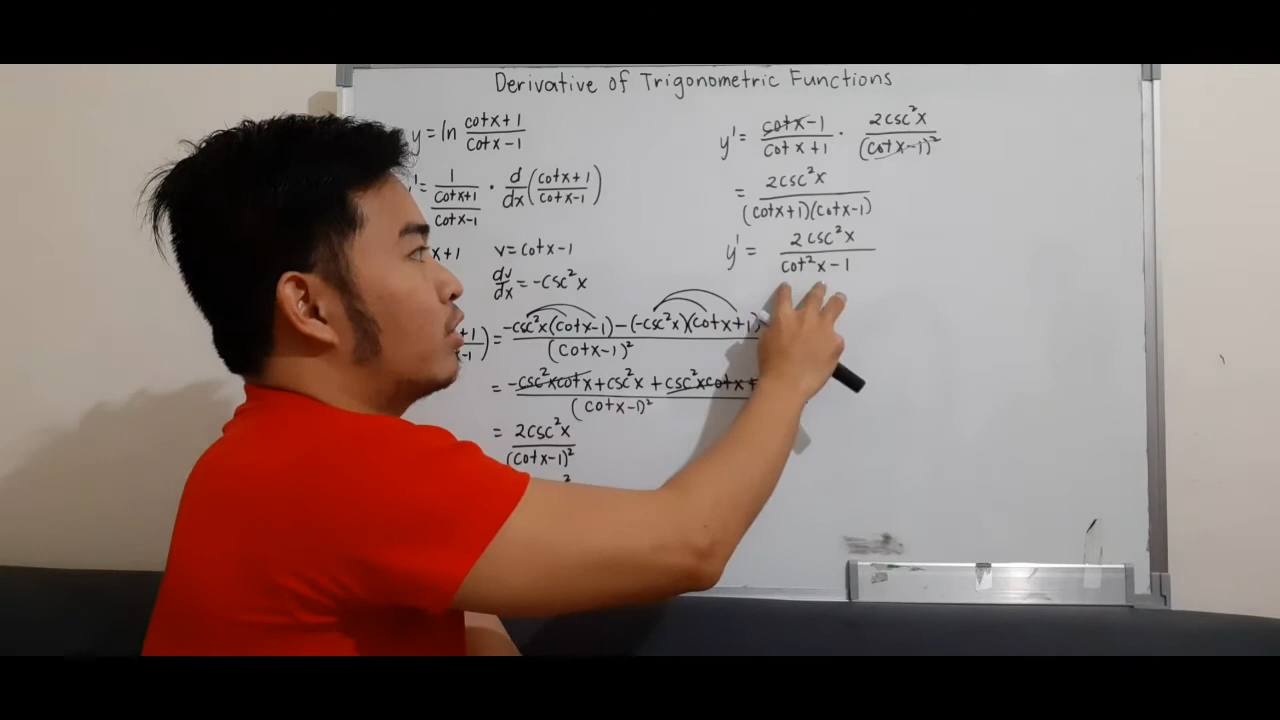 Derivative of Trigonometric Functions
y = ln (cotx+1)/(cotx-1)
' = 1/((cotx+1)/(cotx-1)) · d/dx((cotx+1)/(cotx-1))
x+1 v = cotx-1
dv/dx = -csc²x
+1/-1) = (-csc²x(cotx-1) - (-csc²x)(cotx+1))/(cotx-1)²
= (-csc²xcotx + csc²x + csc²xcotx +)/(cotx-1)²
= 2csc²x/(cotx-1)²
2
y' = (cotx-1)/(cotx+1) · 2csc²x/(cotx-1)²
= 2csc²x/((cotx+1)(cotx-1))
y' = 2csc²x/(cot²x-1)